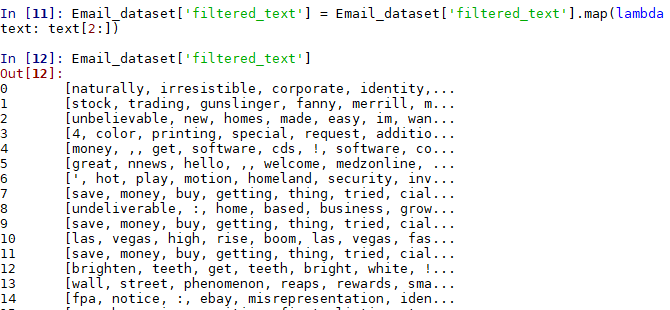 In [11]: Email_dataset['filtered_text'] = Email_dataset['filtered_text'].map(lambda
text: text[2:])
In [12]: Email_dataset['filtered_text']
Out[12]:
0 [naturally, irresistible, corporate, identity,...
1 [stock, trading, gunslinger, fanny, merrill, m...
2 [unbelievable, new, homes, made, easy, im, wan...
3 [4, color, printing, special, request, additio...
4 [money, ,, get, software, cds, !, software, co...
5 [great, nnews, hello, ,, welcome, medzonline, ...
6 [', hot, play, motion, homeland, security, inv...
7 [save, money, buy, getting, thing, tried, cial...
8 [undeliverable, :, home, based, business, grow...
9 [save, money, buy, getting, thing, tried, cial...
10 [las, vegas, high, rise, boom, las, vegas, fas...
11 [save, money, buy, getting, thing, tried, cial...
12 [brighten, teeth, get, teeth, bright, white, !...
13 [wall, street, phenomenon, reaps, rewards, sma...
14 [fpa, notice, :, ebay, misrepresentation, iden...